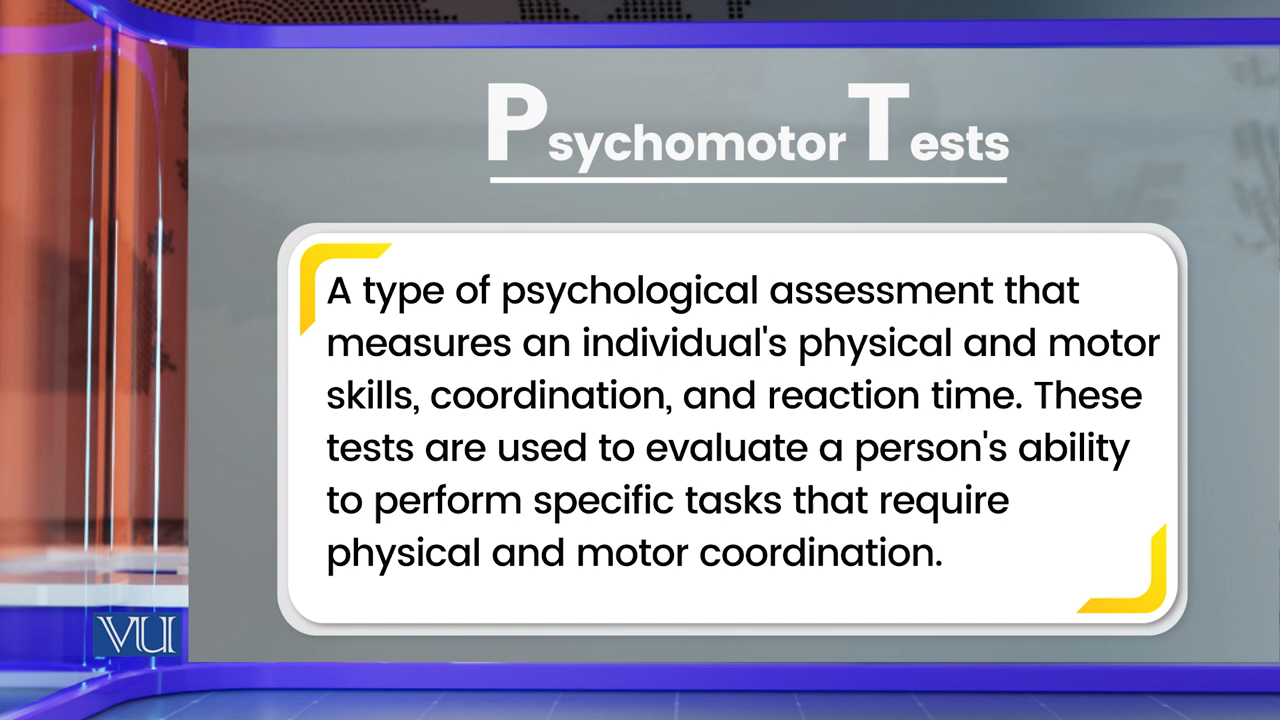 Psychomotor Tests
A type of psychological assessment that
measures an individual's physical and motor
skills, coordination, and reaction time. These
tests are used to evaluate a person's ability
to perform specific tasks that require
physical and motor coordination.
VU